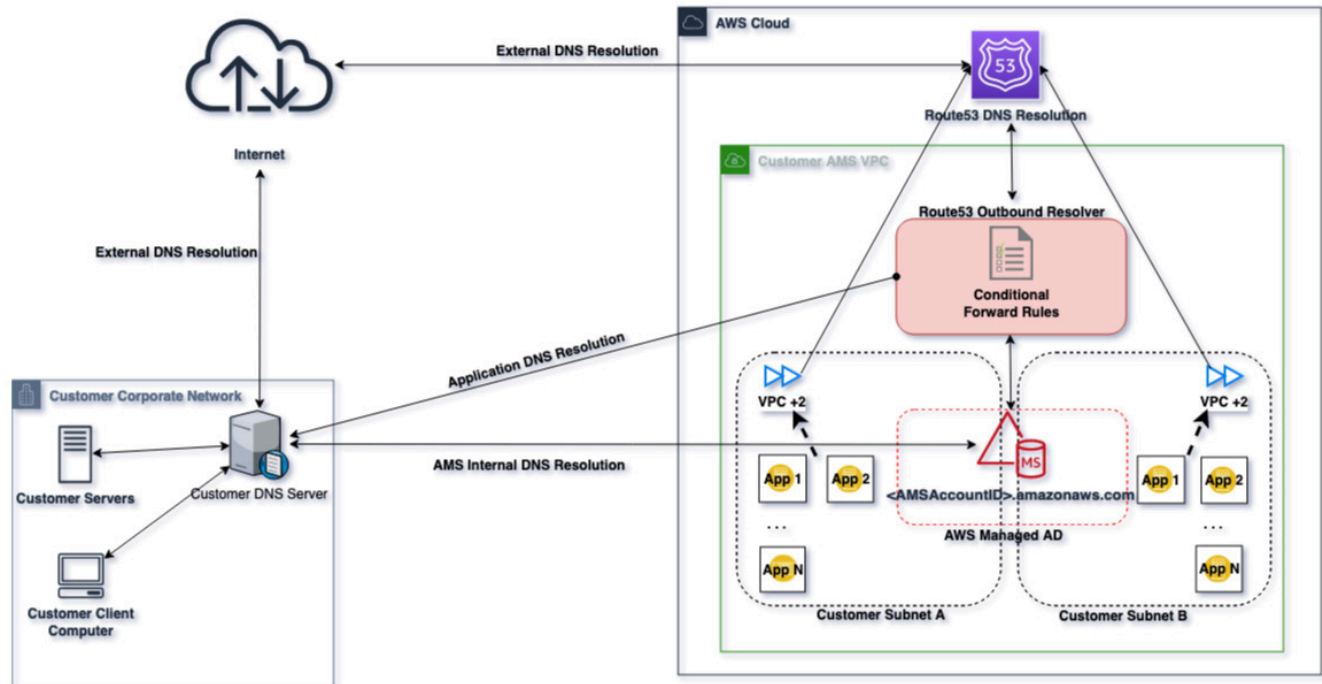 AWS Cloud
External DNS Resolution
53
Route53 DNS Resolution
Internet
Customer AMS VPC
Route53 Outbound Resolver
External DNS Resolution
Conditional
Forward Rules
Application DNS Resolution
Customer Corporate Network
VPC +2
VPC +2
Customer Servers
Customer DNS Server
AMS Internal DNS Resolution
MS
App 1
App 2
<AMSAccountID>.amazonaws.com
App 1
App 2
...
...
AWS Managed AD
App N
App N
Customer Client
Computer
Customer Subnet A
Customer Subnet B